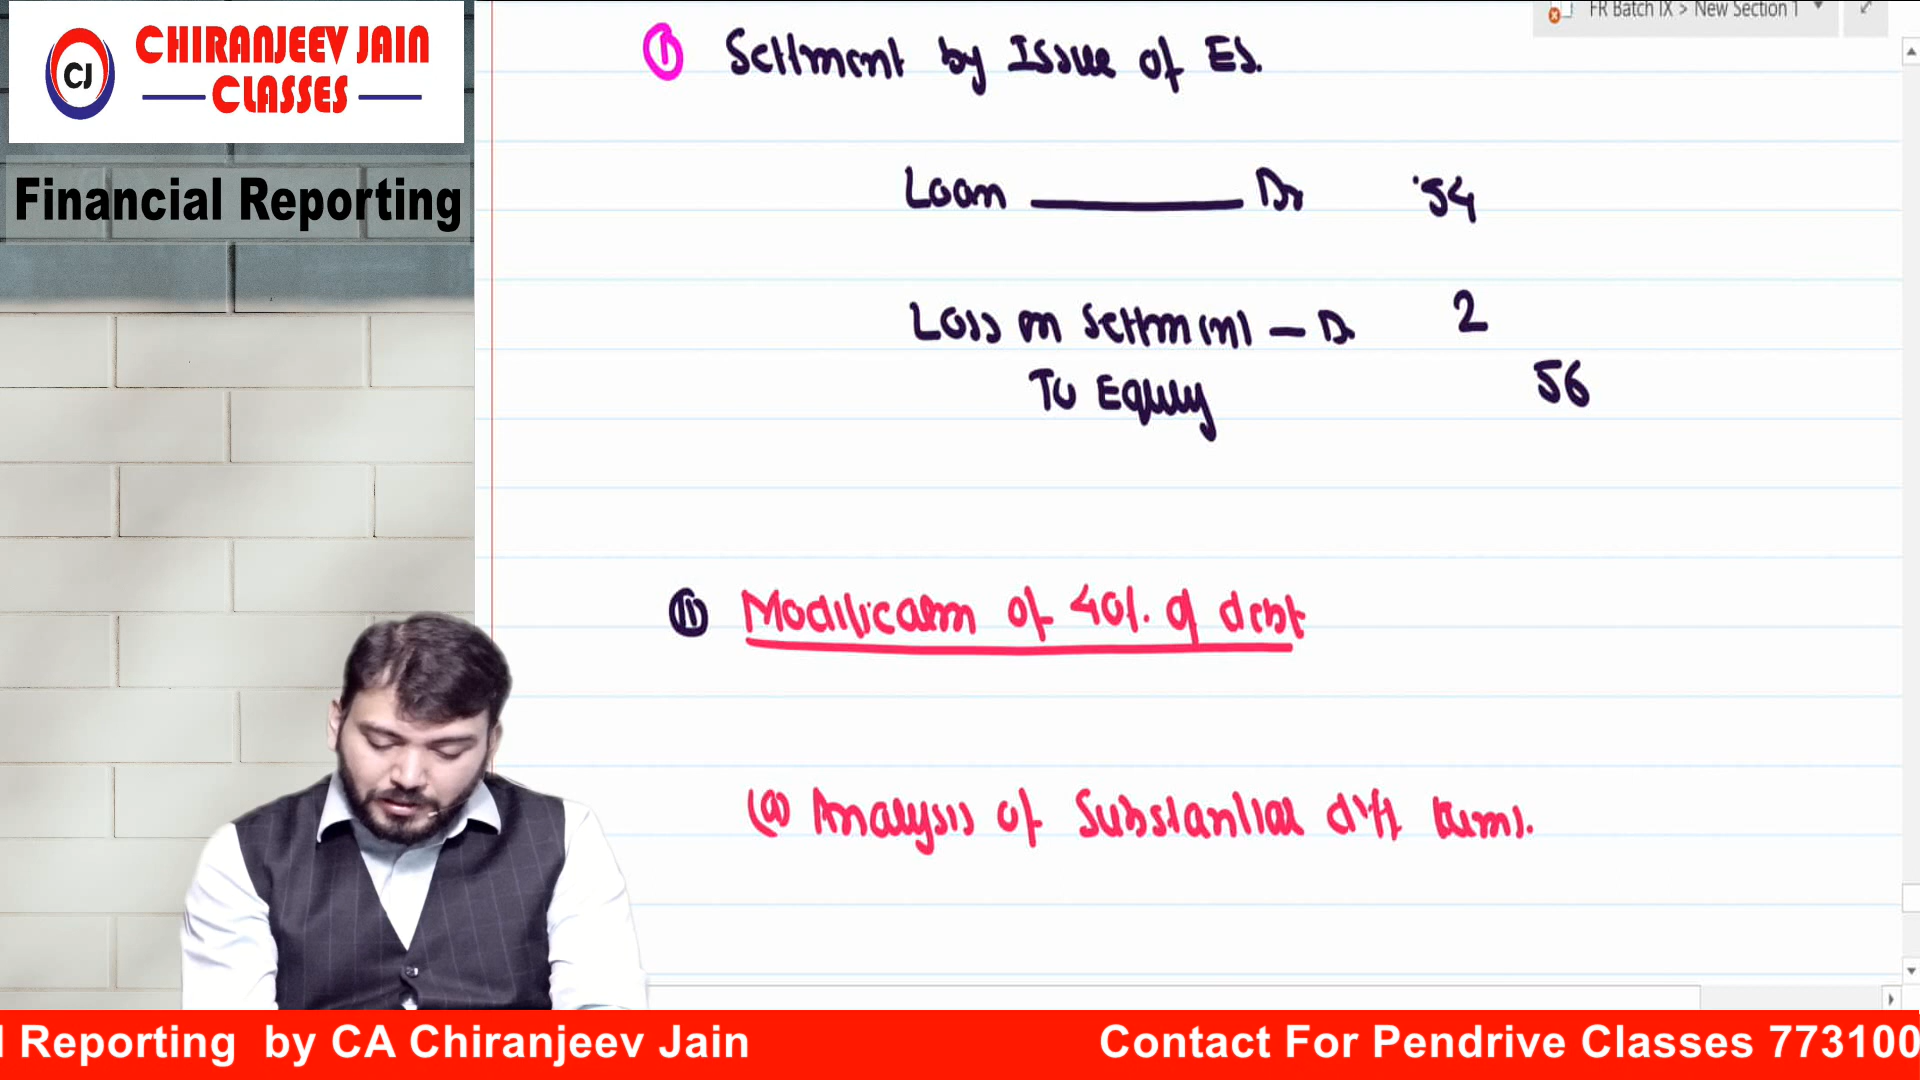 CHIRANJEEV JAIN
CJ
CLASSES
Financial Reporting
FR Batch IX > New Section 1
(I) Settlment by Issue of ES.
Loan ——— Dr 54
Loss on Settlment — Dr 2
To Equity 56
(II) Modification of 40% of debt
(a) Analysis of Substantial diff terms.
l Reporting by CA Chiranjeev Jain
Contact For Pendrive Classes 773100